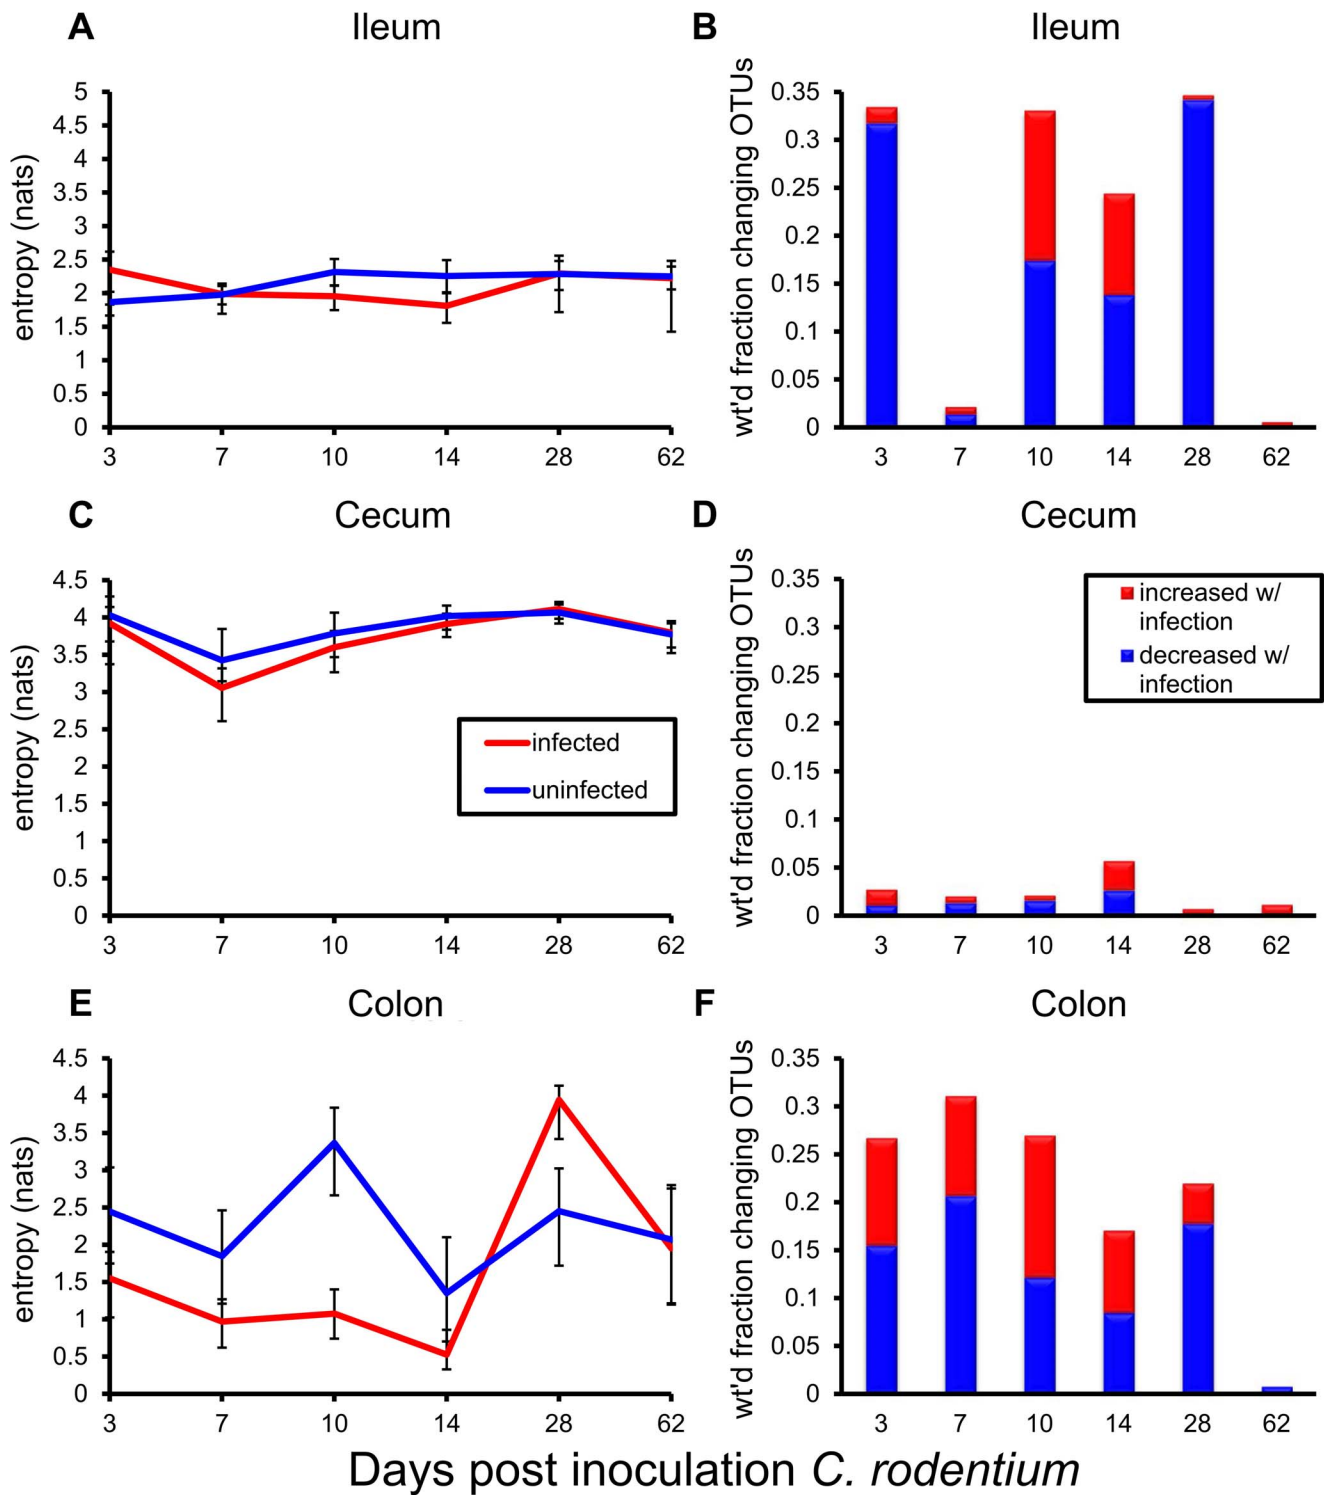 A
Ileum
entropy (nats)
5
4.5
4
3.5
3
2.5
2
1.5
1
0.5
0
3 7 10 14 28 62
B
Ileum
wt'd fraction changing OTUs
0.35
0.3
0.25
0.2
0.15
0.1
0.05
0
3 7 10 14 28 62
C
Cecum
entropy (nats)
4.5
4
3.5
3
2.5
2
1.5
1
0.5
0
infected
uninfected
3 7 10 14 28 62
D
Cecum
wt'd fraction changing OTUs
0.35
0.3
0.25
0.2
0.15
0.1
0.05
0
increased w/
infection
decreased w/
infection
3 7 10 14 28 62
E
Colon
entropy (nats)
4.5
4
3.5
3
2.5
2
1.5
1
0.5
0
3 7 10 14 28 62
F
Colon
wt'd fraction changing OTUs
0.35
0.3
0.25
0.2
0.15
0.1
0.05
0
3 7 10 14 28 62
Days post inoculation C. rodentium